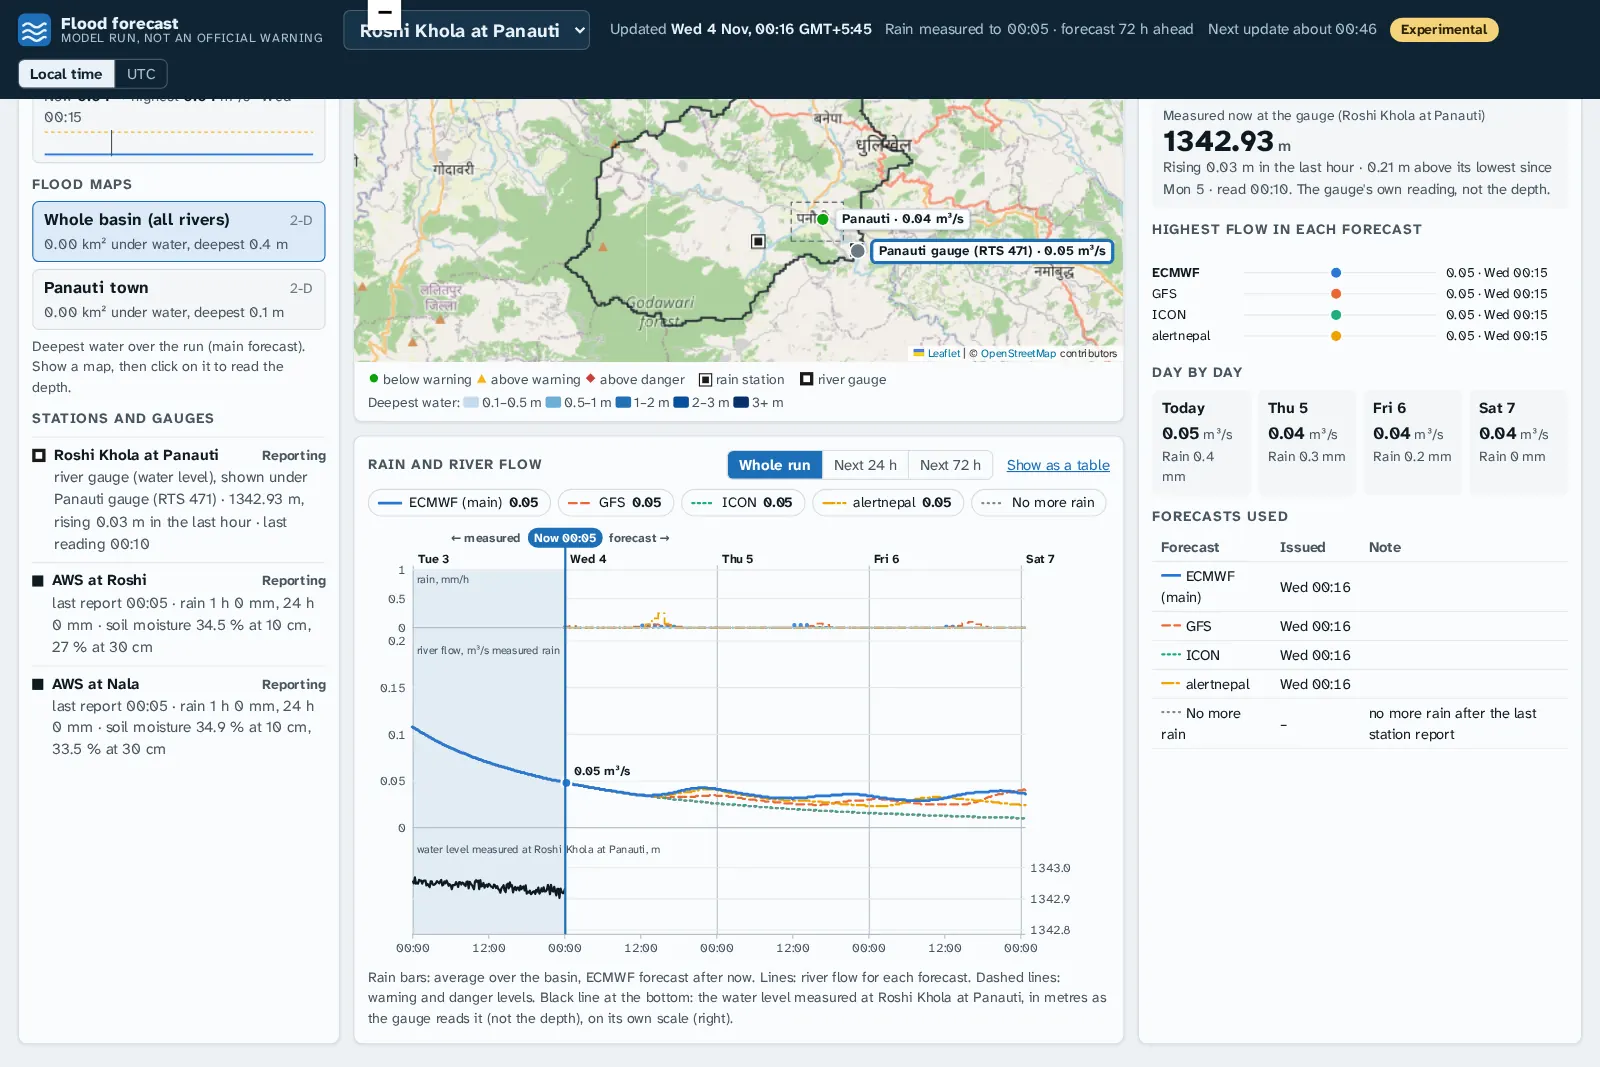 Flood forecast
MODEL RUN, NOT AN OFFICIAL WARNING
Roshi Khola at Panauti
Updated Wed 4 Nov, 00:16 GMT+5:45
Rain measured to 00:05 · forecast 72 h ahead
Next update about 00:46
Experimental
Local time
UTC
00:15
FLOOD MAPS
Whole basin (all rivers) 2-D
0.00 km² under water, deepest 0.4 m
Panauti town 2-D
0.00 km² under water, deepest 0.1 m
Deepest water over the run (main forecast).
Show a map, then click on it to read the
depth.
STATIONS AND GAUGES
Roshi Khola at Panauti Reporting
river gauge (water level), shown under
Panauti gauge (RTS 471) · 1342.93 m,
rising 0.03 m in the last hour · last
reading 00:10
AWS at Roshi Reporting
last report 00:05 · rain 1 h 0 mm, 24 h
0 mm · soil moisture 34.5 % at 10 cm,
27 % at 30 cm
AWS at Nala Reporting
last report 00:05 · rain 1 h 0 mm, 24 h
0 mm · soil moisture 34.9 % at 10 cm,
33.5 % at 30 cm
बनेपा
धुलिखेल
गोदावरी
Panauti · 0.04 m³/s
Panauti gauge (RTS 471) · 0.05 m³/s
नमोबुद्ध
ललितपुर
जिल्ला
Godawari
forest
Leaflet | © OpenStreetMap contributors
below warning above warning above danger rain station river gauge
Deepest water: 0.1–0.5 m 0.5–1 m 1–2 m 2–3 m 3+ m
RAIN AND RIVER FLOW
Whole run Next 24 h Next 72 h Show as a table
ECMWF (main) 0.05 GFS 0.05 ICON 0.05 alertnepal 0.05 No more rain
← measured Now 00:05 forecast →
Tue 3 Wed 4 Thu 5 Fri 6 Sat 7
1
rain, mm/h
0.5
0
0.2
river flow, m³/s measured rain
0.15
0.1
0.05
0.05 m³/s
0
water level measured at Roshi Khola at Panauti, m
1343.0
1342.9
1342.8
00:00 12:00 00:00 12:00 00:00 12:00 00:00 12:00 00:00
Rain bars: average over the basin, ECMWF forecast after now. Lines: river flow for each forecast. Dashed lines:
warning and danger levels. Black line at the bottom: the water level measured at Roshi Khola at Panauti, in metres as
the gauge reads it (not the depth), on its own scale (right).
Measured now at the gauge (Roshi Khola at Panauti)
1342.93 m
Rising 0.03 m in the last hour · 0.21 m above its lowest since
Mon 5 · read 00:10. The gauge's own reading, not the depth.
HIGHEST FLOW IN EACH FORECAST
ECMWF 0.05 · Wed 00:15
GFS 0.05 · Wed 00:15
ICON 0.05 · Wed 00:15
alertnepal 0.05 · Wed 00:15
DAY BY DAY
Today Thu 5 Fri 6 Sat 7
0.05 m³/s 0.04 m³/s 0.04 m³/s 0.04 m³/s
Rain 0.4 mm Rain 0.3 mm Rain 0.2 mm Rain 0 mm
FORECASTS USED
Forecast Issued Note
ECMWF (main) Wed 00:16
GFS Wed 00:16
ICON Wed 00:16
alertnepal Wed 00:16
No more rain – no more rain after the last station report